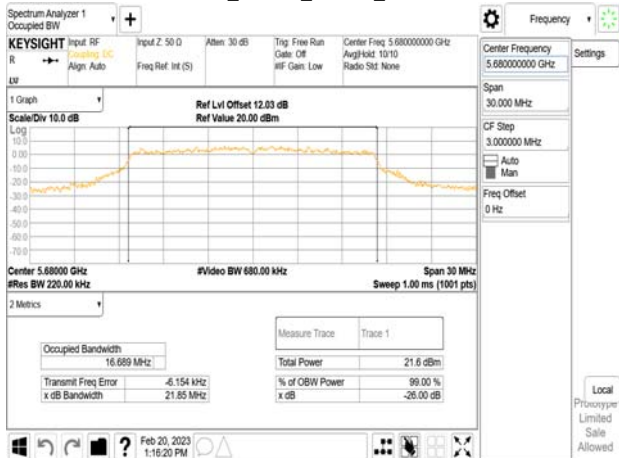 Spectrum Analyzer 1
Occupied BW
+
Frequency
KEYSIGHT
Input: RF
Coupling: DC
Align: Auto
Input Z: 50 Ω
Freq Ref: Int (S)
Atten: 30 dB
Trig: Free Run
Gate: Off
#IF Gain: Low
Center Freq: 5.680000000 GHz
Avg|Hold: 10/10
Radio Std: None
R
LW
Center Frequency
5.680000000 GHz
Settings
Span
30.000 MHz
CF Step
3.000000 MHz
Auto
Man
Freq Offset
0 Hz
1 Graph
Ref Lvl Offset 12.03 dB
Scale/Div 10.0 dB
Ref Value 20.00 dBm
Log
10.0
0.00
-10.0
-20.0
-30.0
-40.0
-50.0
-60.0
-70.0
Center 5.68000 GHz
#Video BW 680.00 kHz
Span 30 MHz
#Res BW 220.00 kHz
Sweep 1.00 ms (1001 pts)
2 Metrics
Measure Trace
Trace 1
Occupied Bandwidth
16.689 MHz
Total Power
21.6 dBm
Transmit Freq Error
-6.154 kHz
% of OBW Power
99.00 %
x dB Bandwidth
21.85 MHz
x dB
-26.00 dB
Local
Prototype
Limited
Sale
Allowed
?
Feb 20, 2023
1:16:20 PM